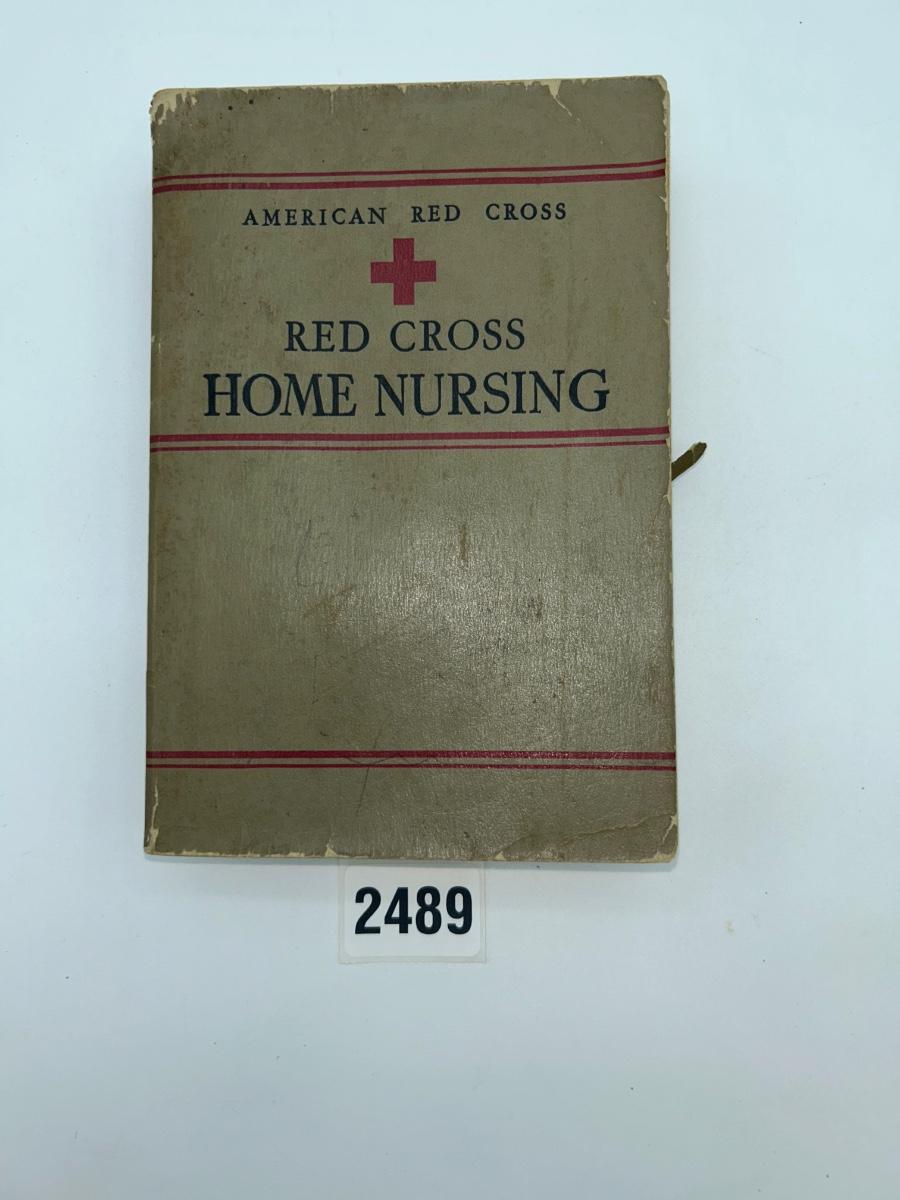 AMERICAN RED CROSS
RED CROSS
HOME NURSING
2489